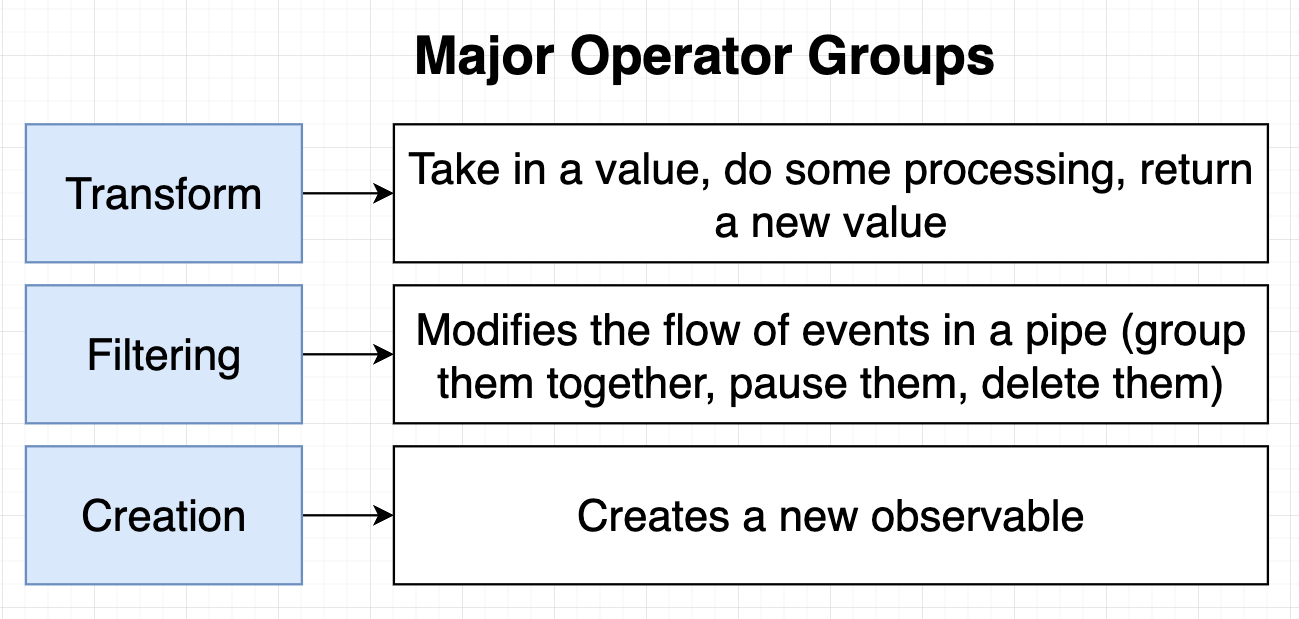 Major Operator Groups
Transform
Take in a value, do some processing, return
a new value
Filtering
Modifies the flow of events in a pipe (group
them together, pause them, delete them)
Creation
Creates a new observable